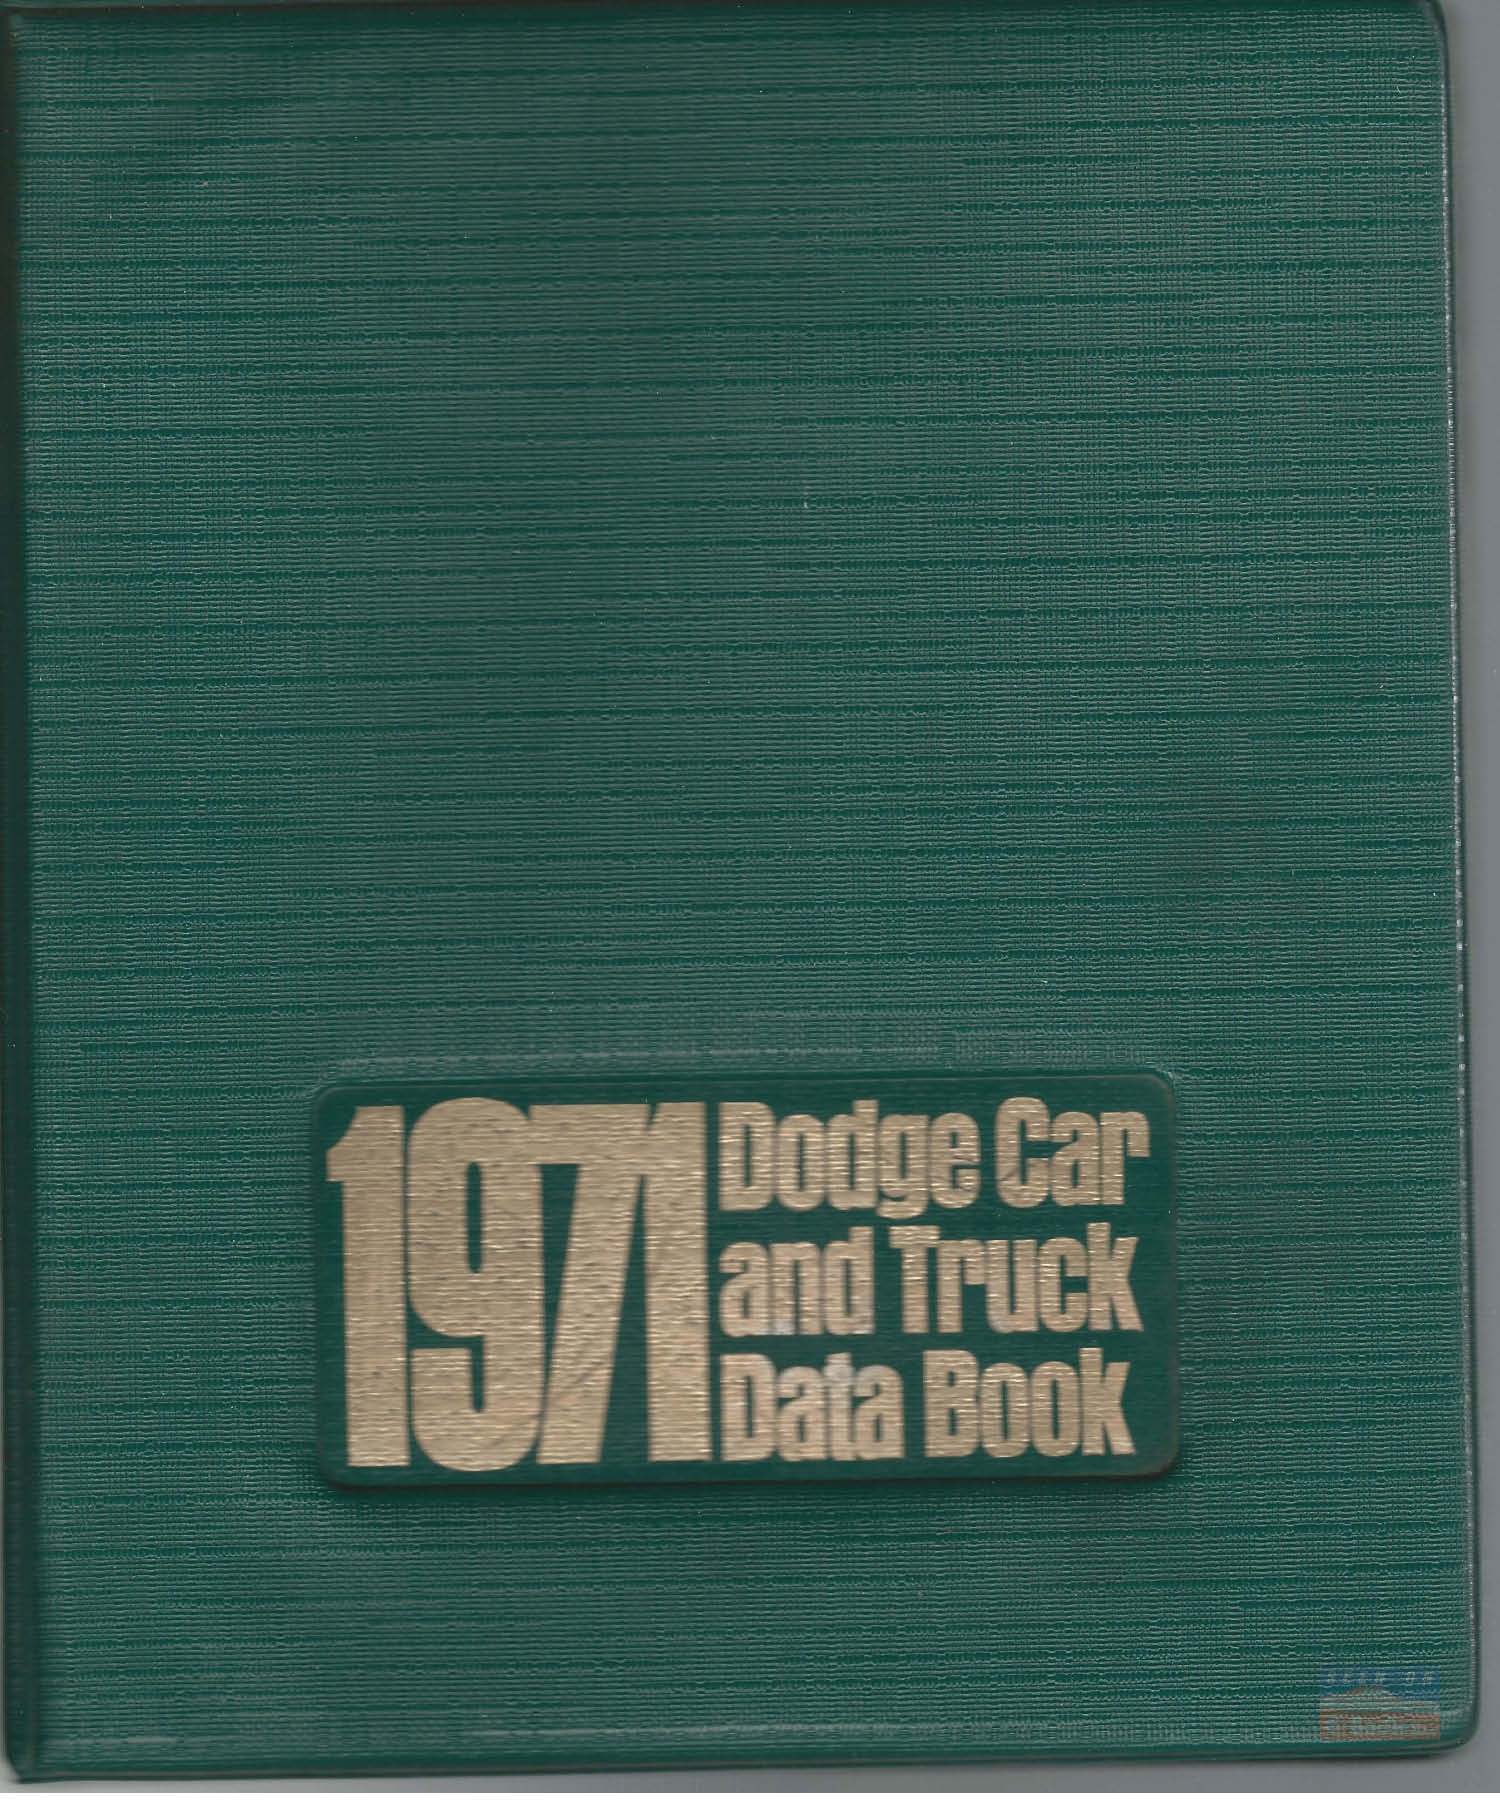 1971 Dodge Car
and Truck
Data Book